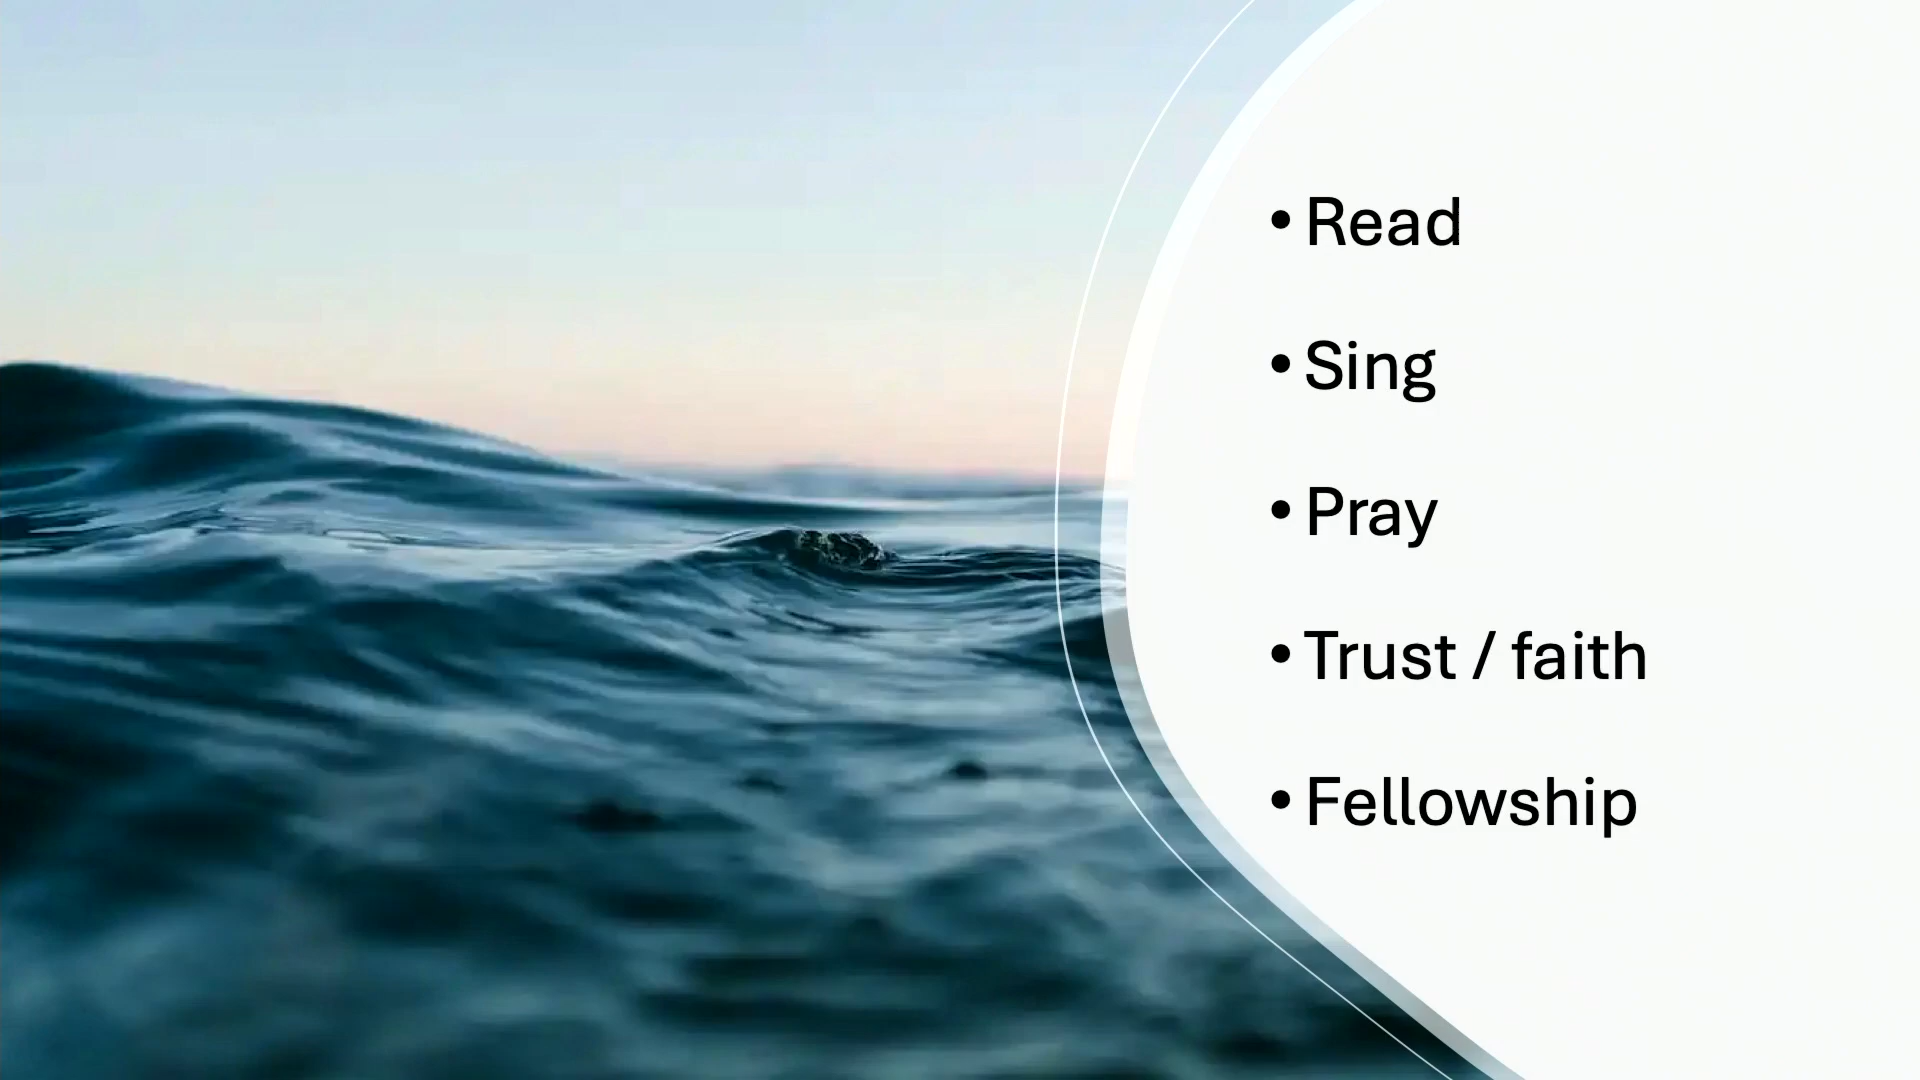 • Read
• Sing
• Pray
• Trust / faith
• Fellowship